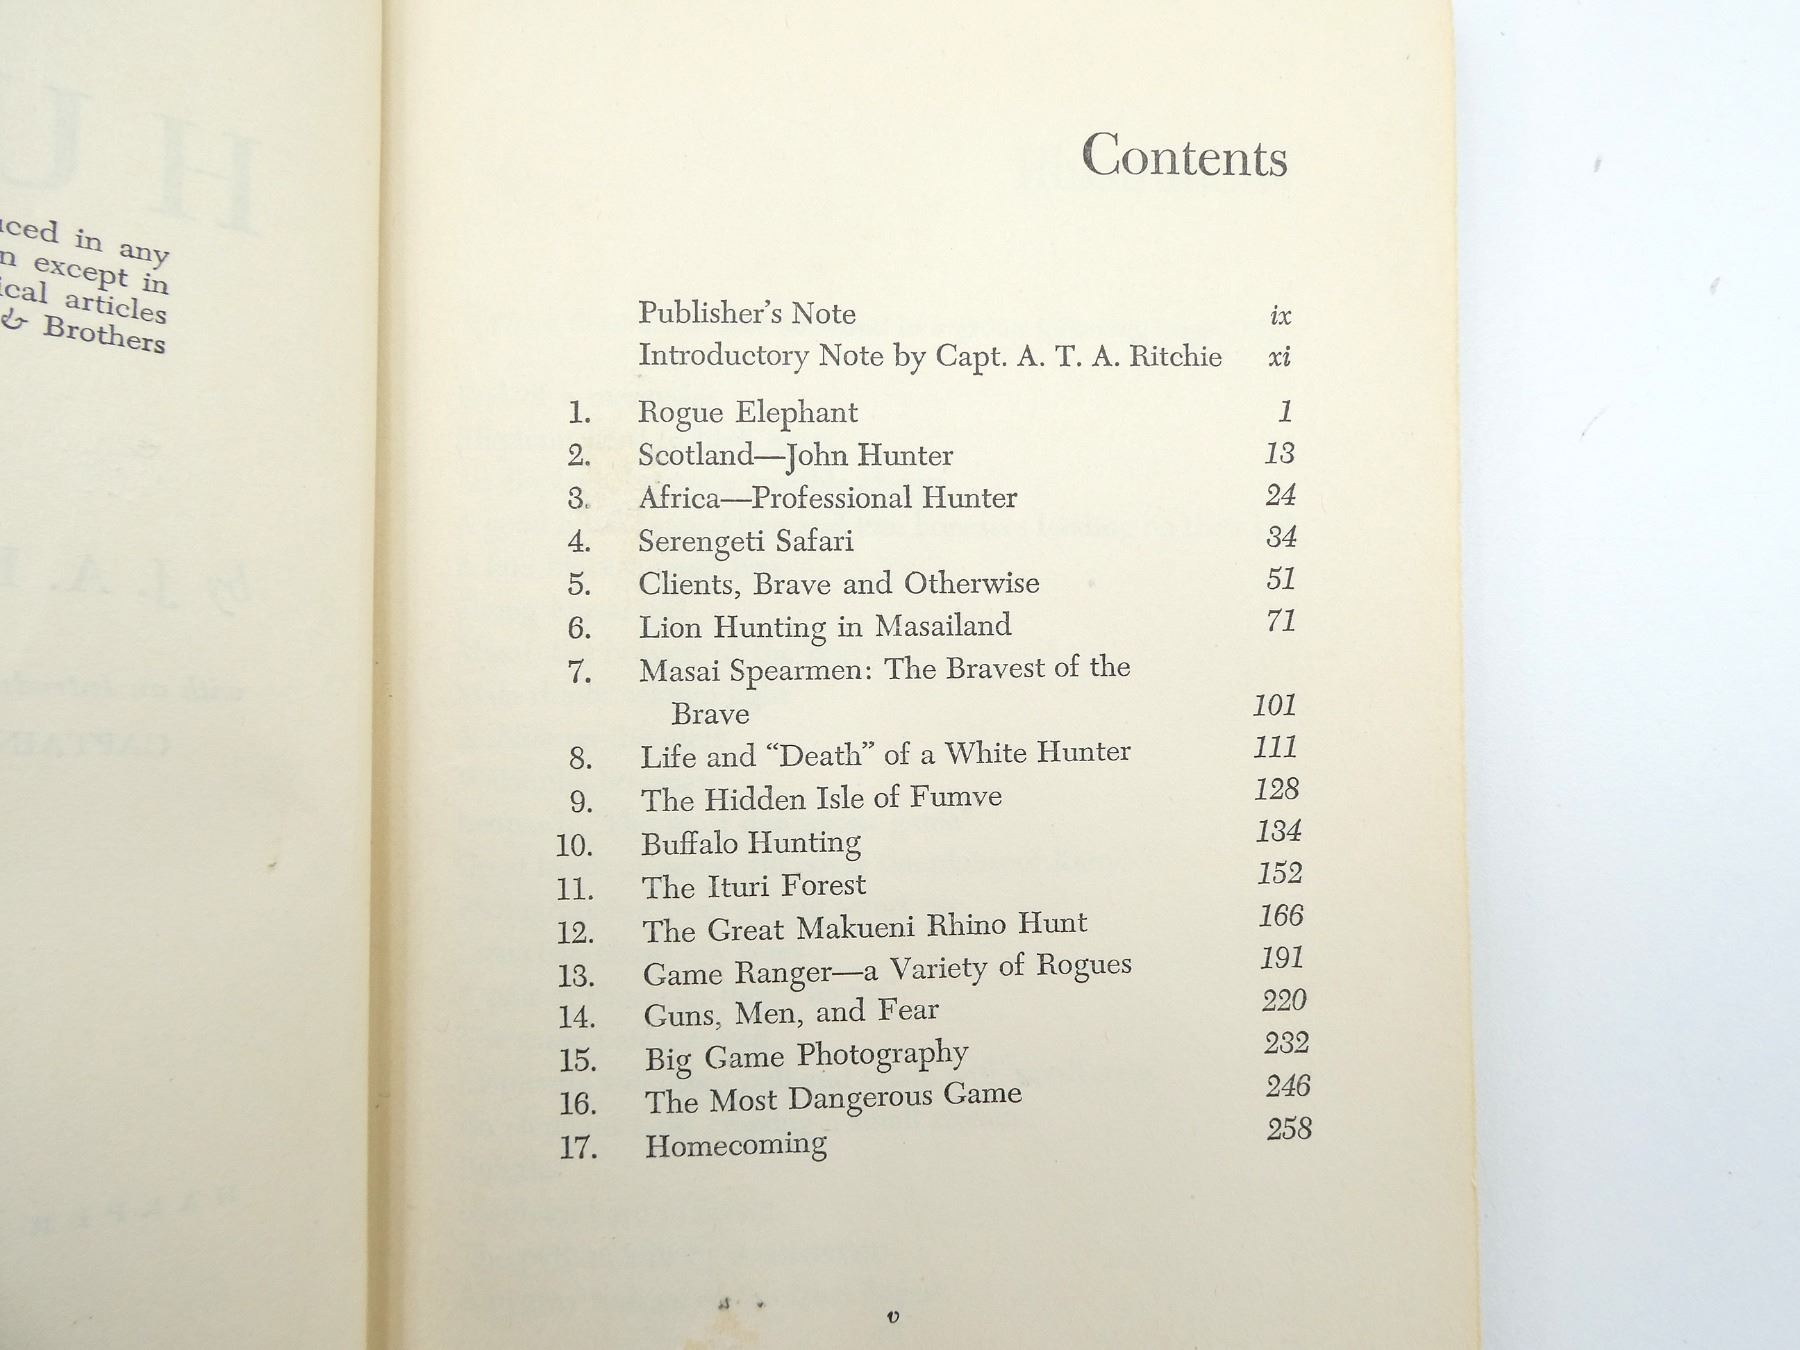 uced in any
n except in
ical articles
& Brothers
Contents
Publisher's Note ix
Introductory Note by Capt. A. T. A. Ritchie xi
1. Rogue Elephant 1
2. Scotland—John Hunter 13
3. Africa—Professional Hunter 24
4. Serengeti Safari 34
5. Clients, Brave and Otherwise 51
6. Lion Hunting in Masailand 71
7. Masai Spearmen: The Bravest of the
Brave 101
8. Life and “Death” of a White Hunter 111
9. The Hidden Isle of Fumve 128
10. Buffalo Hunting 134
11. The Ituri Forest 152
12. The Great Makueni Rhino Hunt 166
13. Game Ranger—a Variety of Rogues 191
14. Guns, Men, and Fear 220
15. Big Game Photography 232
16. The Most Dangerous Game 246
17. Homecoming 258
v